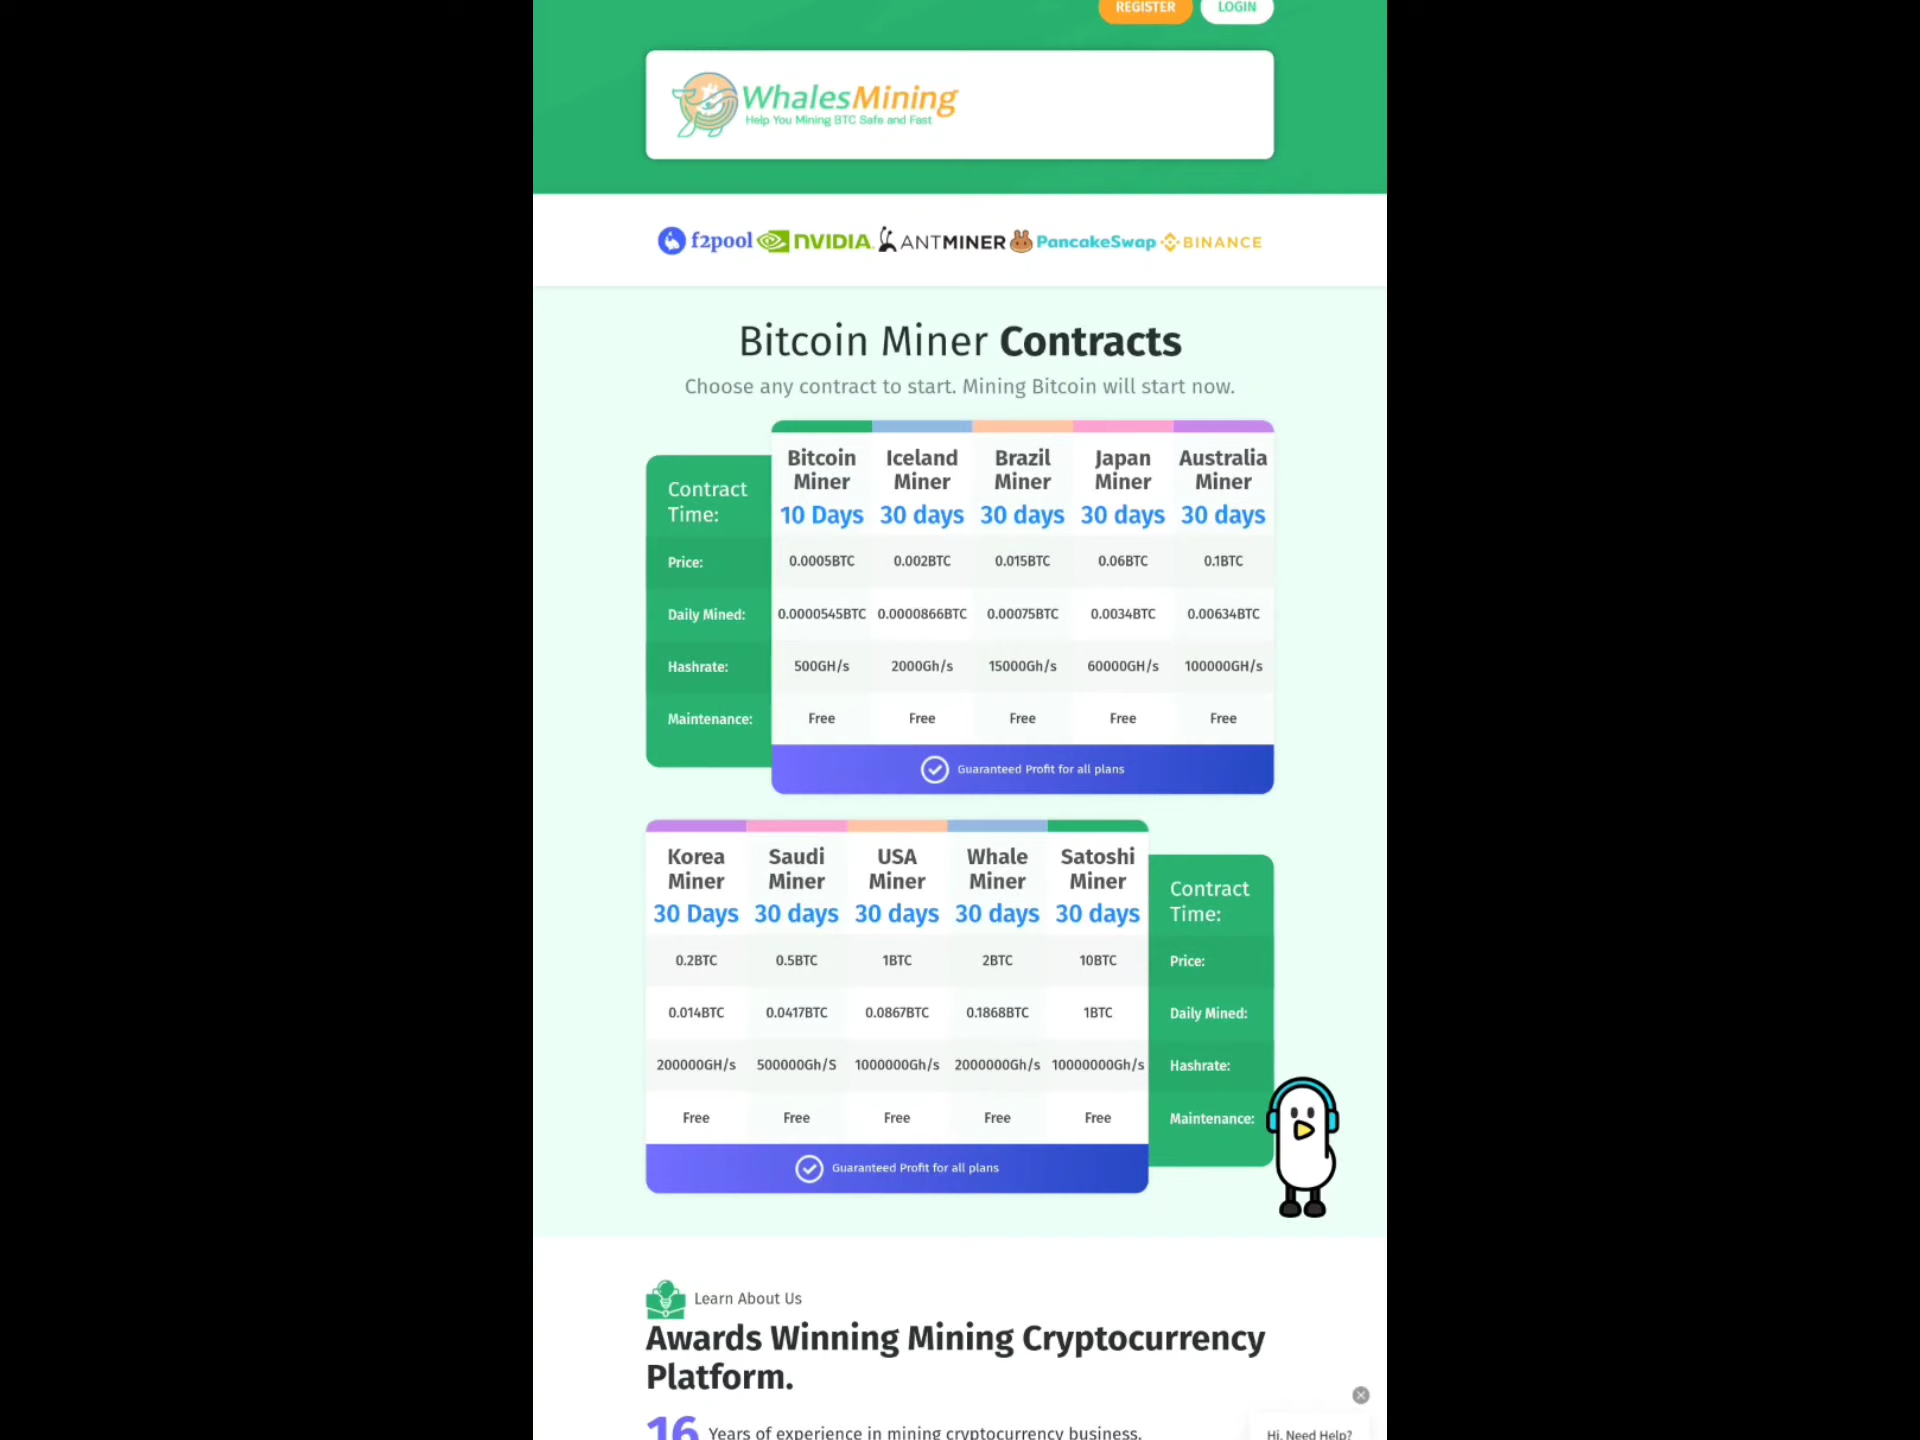 REGISTER LOGIN
WhalesMining
Help You Mining BTC Safe and Fast
f2pool NVIDIA. ANTMINER PancakeSwap BINANCE
Bitcoin Miner Contracts
Choose any contract to start. Mining Bitcoin will start now.
Contract Time:
Bitcoin Miner Iceland Miner Brazil Miner Japan Miner Australia Miner
10 Days 30 days 30 days 30 days 30 days
Price: 0.0005BTC 0.002BTC 0.015BTC 0.06BTC 0.1BTC
Daily Mined: 0.0000545BTC 0.0000866BTC 0.00075BTC 0.0034BTC 0.00634BTC
Hashrate: 500GH/s 2000Gh/s 15000Gh/s 60000GH/s 100000GH/s
Maintenance: Free Free Free Free Free
Guaranteed Profit for all plans
Korea Miner Saudi Miner USA Miner Whale Miner Satoshi Miner
30 Days 30 days 30 days 30 days 30 days Contract Time:
0.2BTC 0.5BTC 1BTC 2BTC 10BTC Price:
0.014BTC 0.0417BTC 0.0867BTC 0.1868BTC 1BTC Daily Mined:
200000GH/s 500000Gh/S 1000000Gh/s 2000000Gh/s 10000000Gh/s Hashrate:
Free Free Free Free Free Maintenance:
Guaranteed Profit for all plans
Learn About Us
Awards Winning Mining Cryptocurrency
Platform.
16 Years of experience in mining cryptocurrency business.
Hi. Need Help?